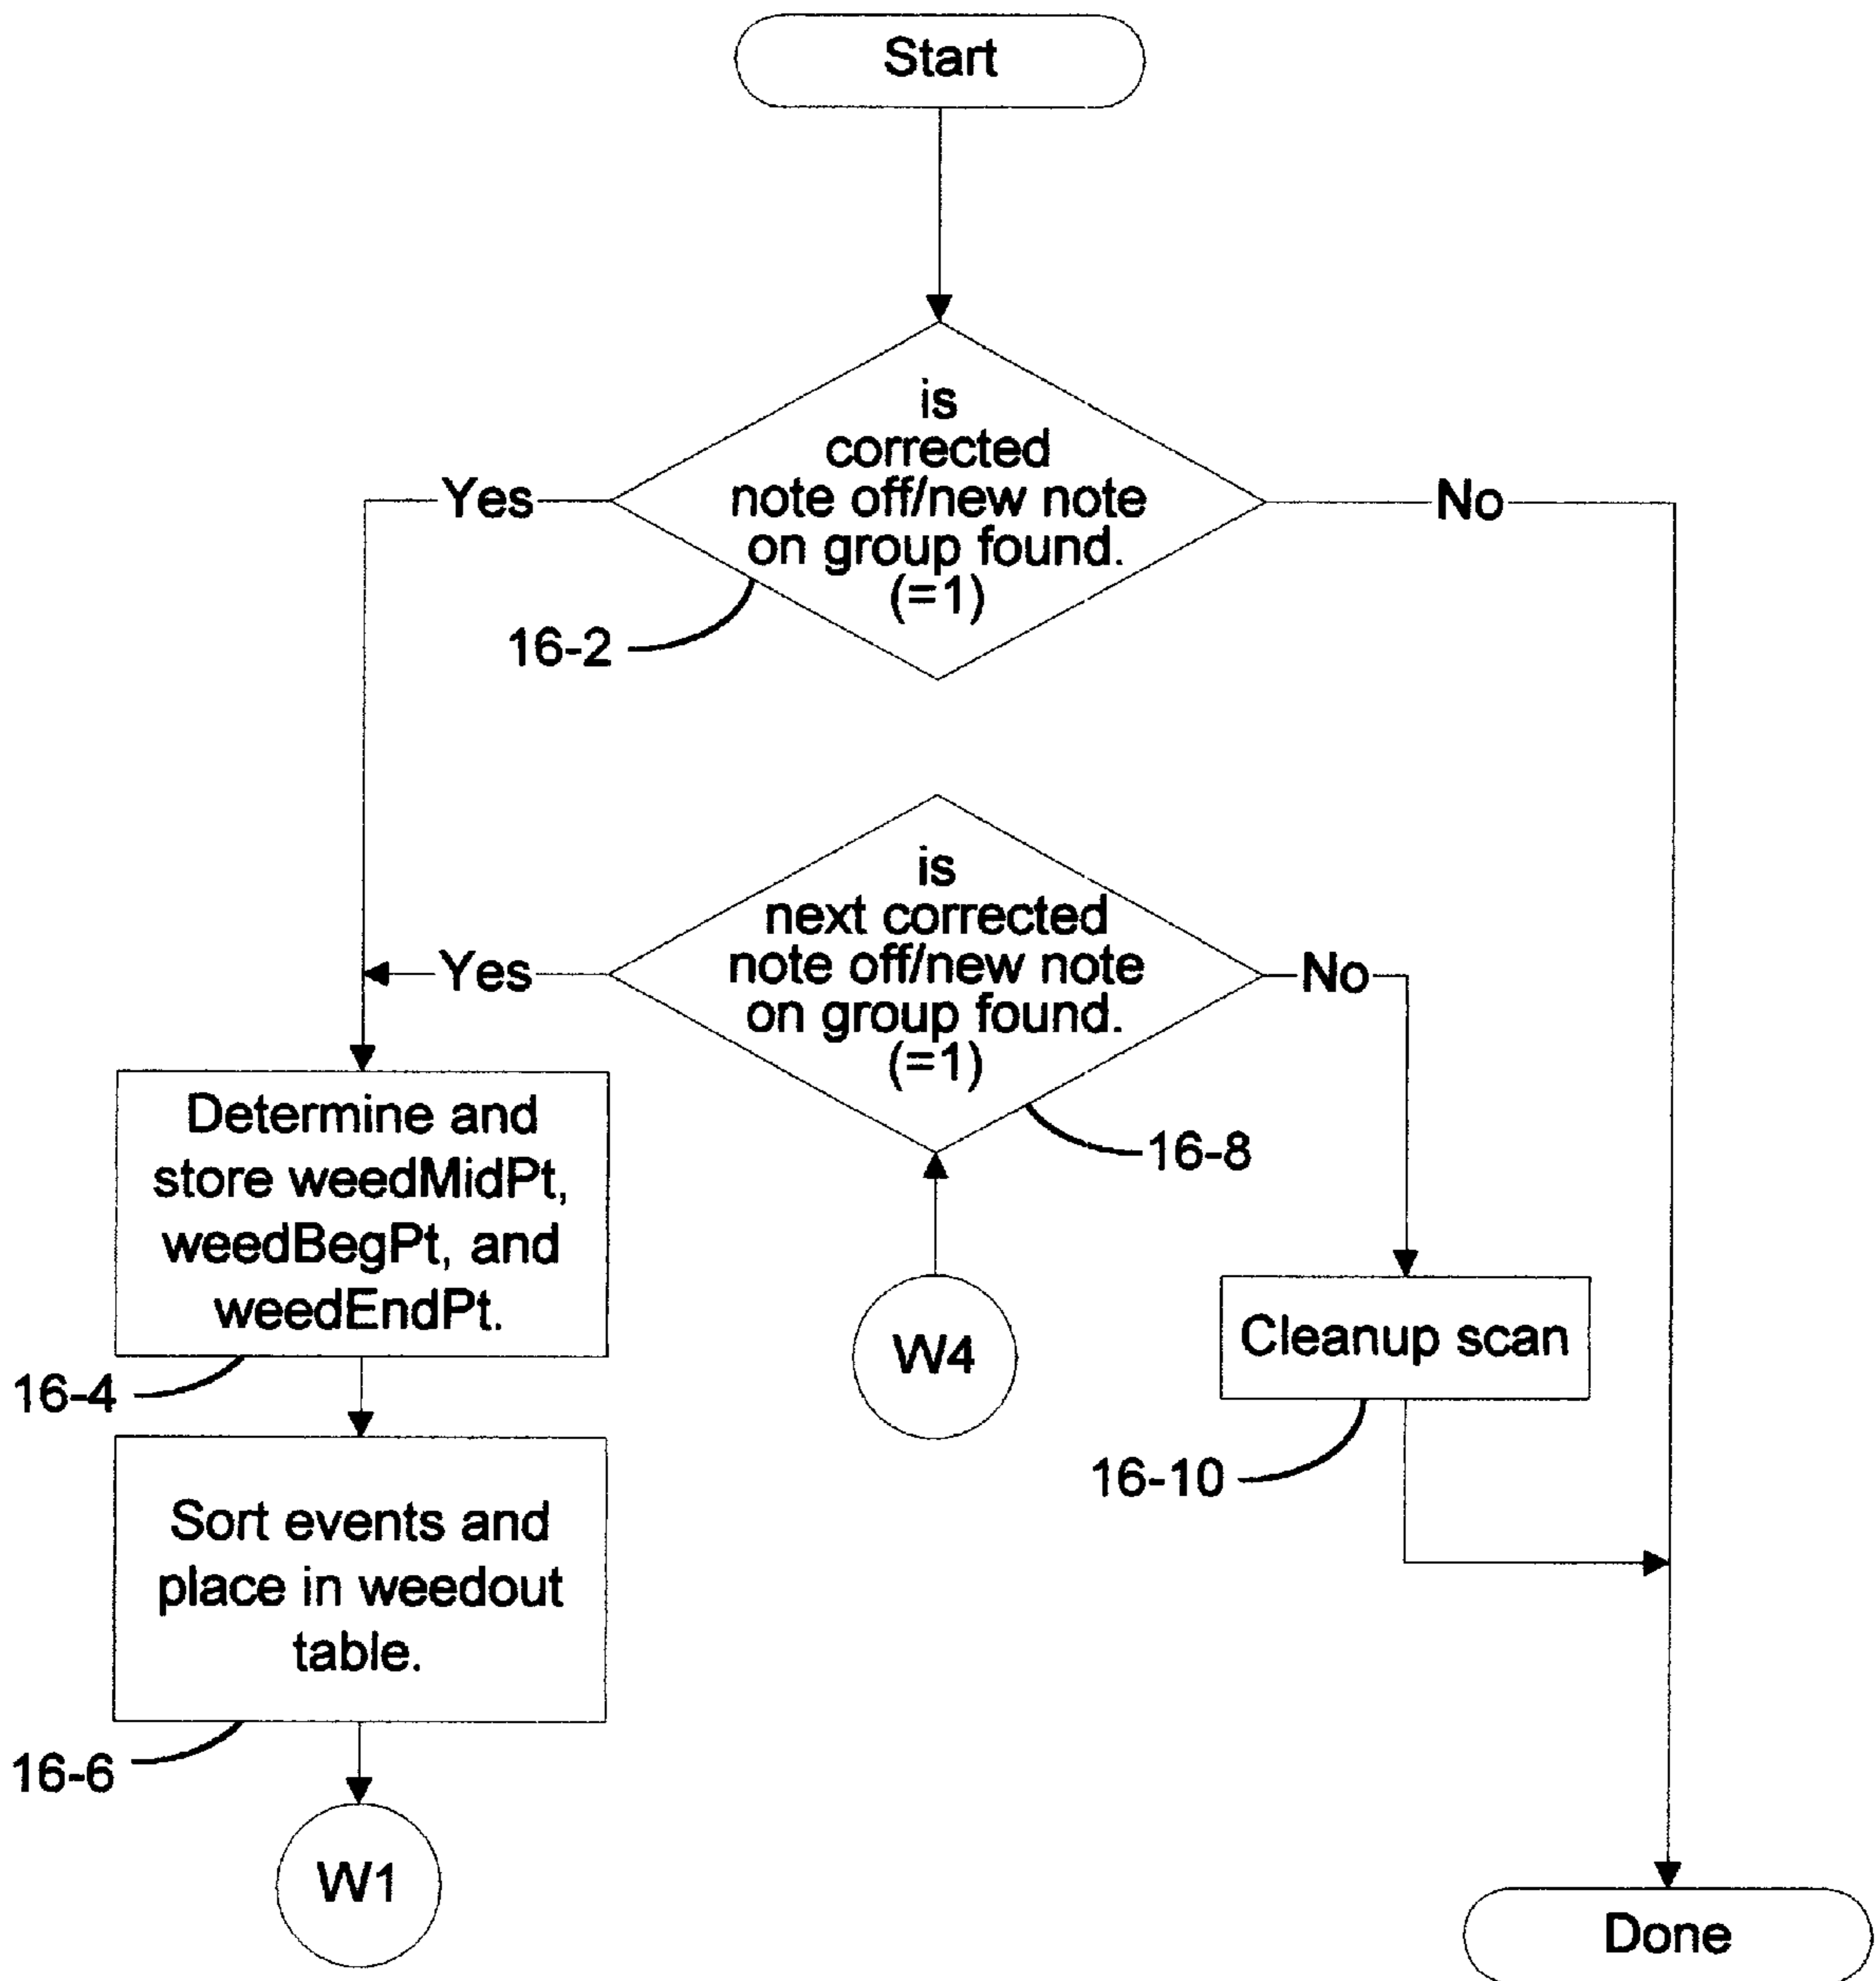 Start
is
corrected
note off/new note
on group found.
(=1)
Yes
No
16-2
is
next corrected
note off/new note
on group found.
(=1)
Yes
No
16-8
Determine and
store weedMidPt,
weedBegPt, and
weedEndPt.
16-4
W4
Cleanup scan
16-10
Sort events and
place in weedout
table.
16-6
W1
Done